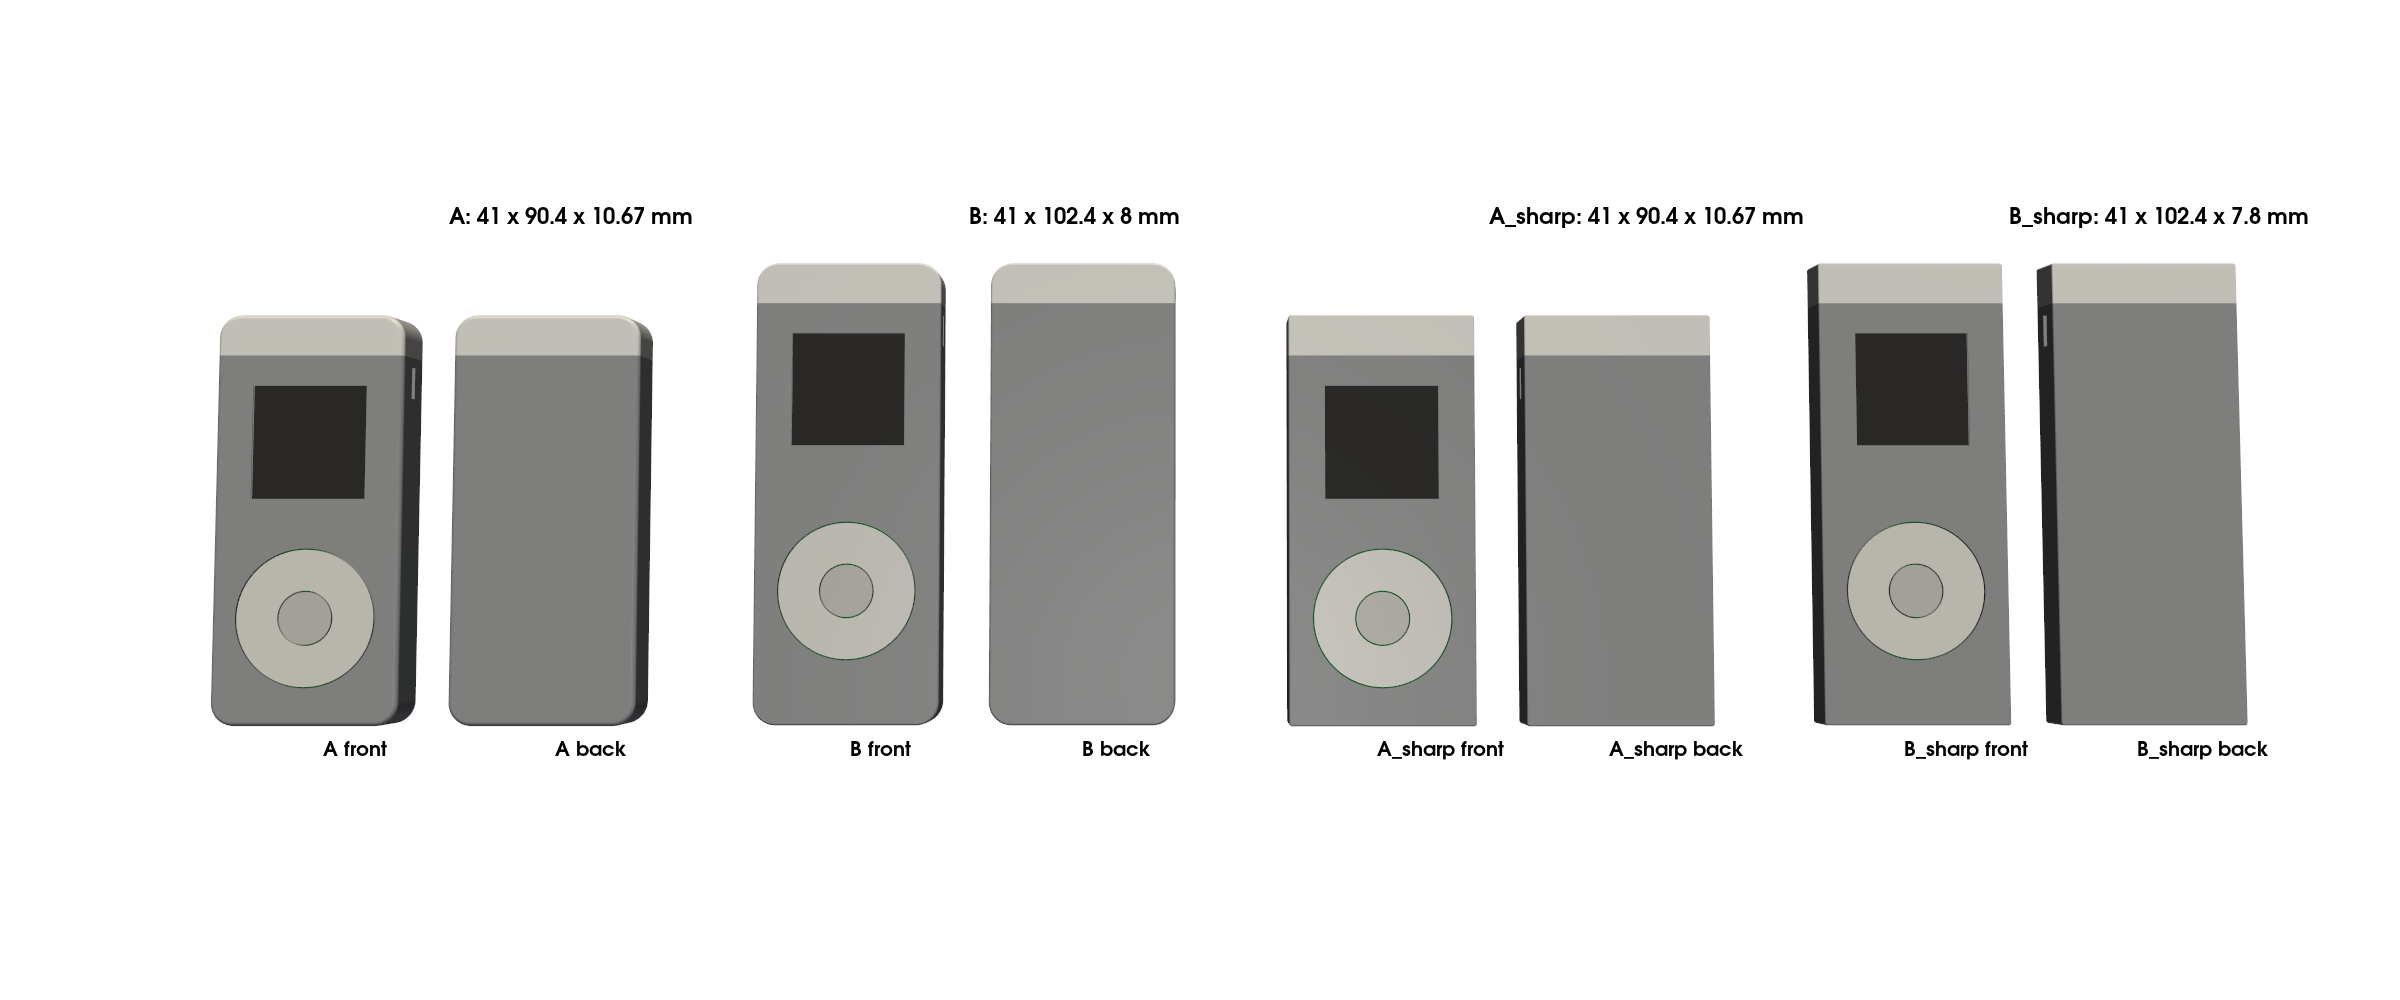 A: 41 x 90.4 x 10.67 mm
B: 41 x 102.4 x 8 mm
A_sharp: 41 x 90.4 x 10.67 mm
B_sharp: 41 x 102.4 x 7.8 mm
A front
A back
B front
B back
A_sharp front
A_sharp back
B_sharp front
B_sharp back